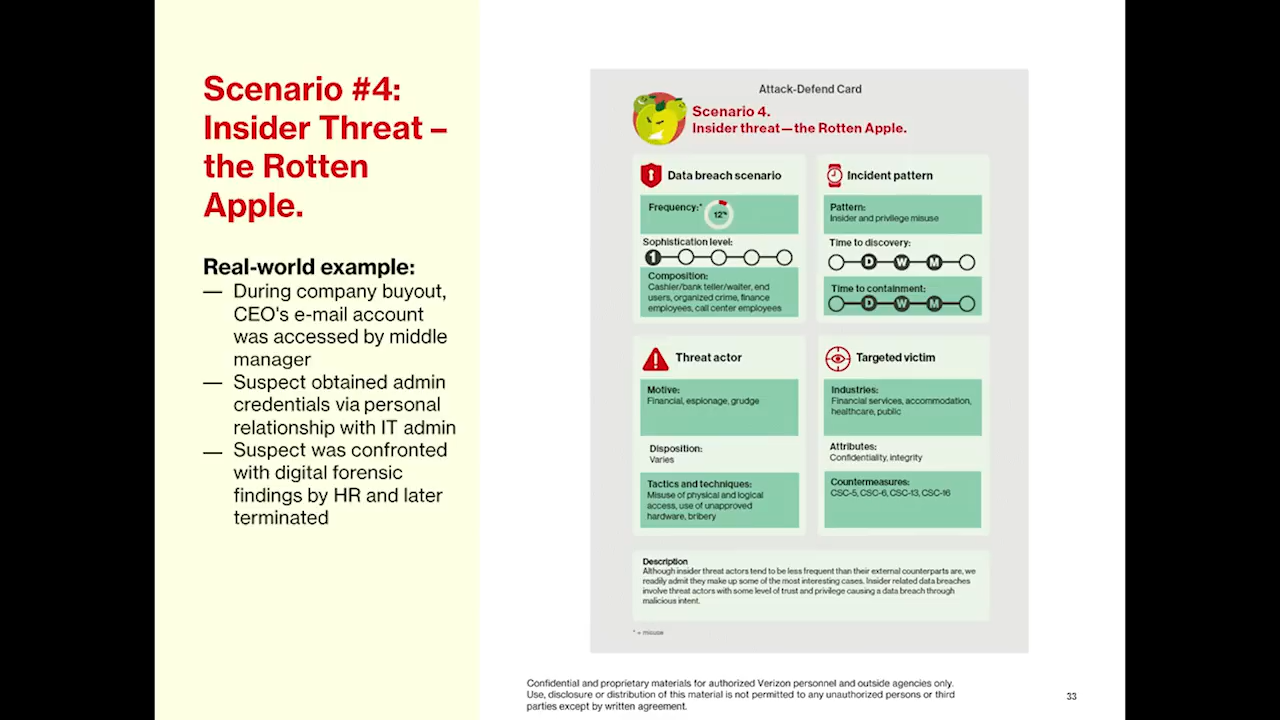 Scenario #4:
Insider Threat –
the Rotten
Apple.
Real-world example:
— During company buyout,
CEO's e-mail account
was accessed by middle
manager
— Suspect obtained admin
credentials via personal
relationship with IT admin
— Suspect was confronted
with digital forensic
findings by HR and later
terminated
Attack-Defend Card
Scenario 4.
Insider threat—the Rotten Apple.
Data breach scenario
Frequency:*
12%
Sophistication level:
1
Composition:
Cashier/bank teller/waiter, end
users, organized crime, finance
employees, call center employees
Incident pattern
Pattern:
Insider and privilege misuse
Time to discovery:
D W M
Time to containment:
D W M
Threat actor
Motive:
Financial, espionage, grudge
Disposition:
Varies
Tactics and techniques:
Misuse of physical and logical
access, use of unapproved
hardware, bribery
Targeted victim
Industries:
Financial services, accommodation,
healthcare, public
Attributes:
Confidentiality, integrity
Countermeasures:
CSC-5, CSC-6, CSC-13, CSC-16
Description
Although insider threat actors tend to be less frequent than their external counterparts are, we
readily admit they make up some of the most interesting cases. Insider related data breaches
involve threat actors with some level of trust and privilege causing a data breach through
malicious intent.
* = misuse
Confidential and proprietary materials for authorized Verizon personnel and outside agencies only.
Use, disclosure or distribution of this material is not permitted to any unauthorized persons or third
parties except by written agreement.
33